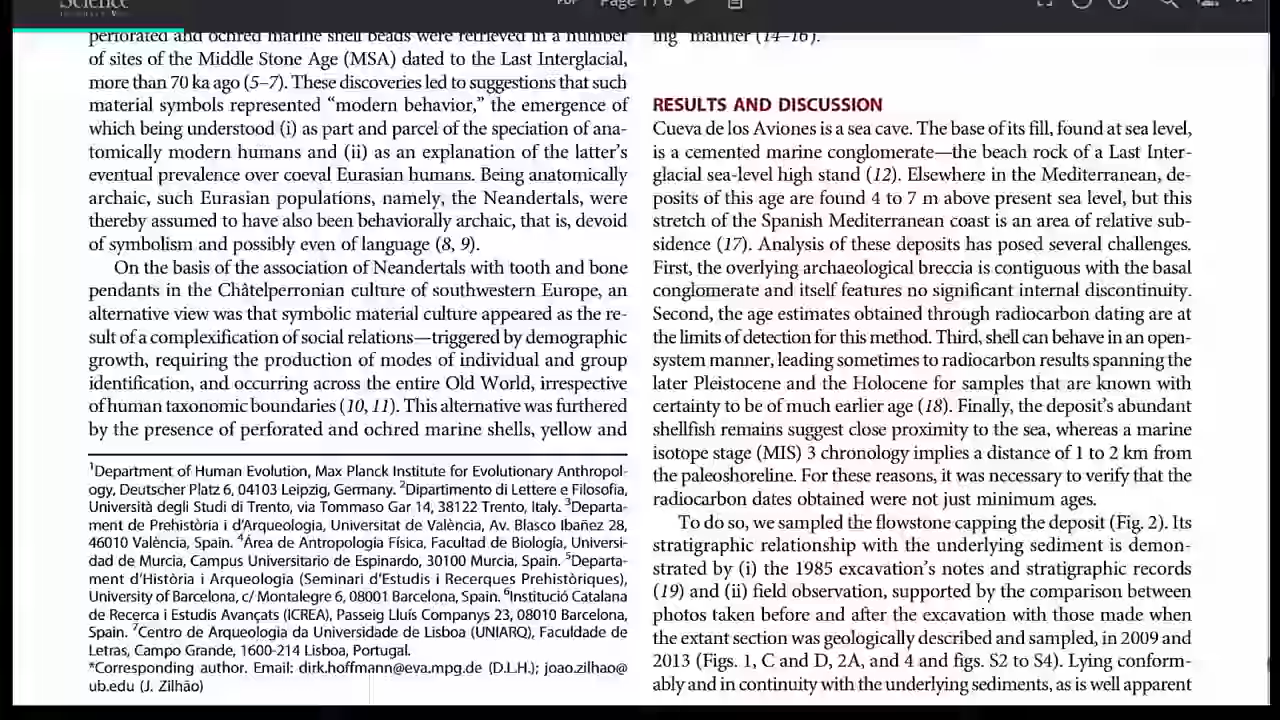 Science
PDF Page 1 / 6
perforated and ochred marine shell beads were retrieved in a number
of sites of the Middle Stone Age (MSA) dated to the Last Interglacial,
more than 70 ka ago (5–7). These discoveries led to suggestions that such
material symbols represented “modern behavior,” the emergence of
which being understood (i) as part and parcel of the speciation of ana-
tomically modern humans and (ii) as an explanation of the latter’s
eventual prevalence over coeval Eurasian humans. Being anatomically
archaic, such Eurasian populations, namely, the Neandertals, were
thereby assumed to have also been behaviorally archaic, that is, devoid
of symbolism and possibly even of language (8, 9).
On the basis of the association of Neandertals with tooth and bone
pendants in the Châtelperronian culture of southwestern Europe, an
alternative view was that symbolic material culture appeared as the re-
sult of a complexification of social relations—triggered by demographic
growth, requiring the production of modes of individual and group
identification, and occurring across the entire Old World, irrespective
of human taxonomic boundaries (10, 11). This alternative was furthered
by the presence of perforated and ochred marine shells, yellow and
1Department of Human Evolution, Max Planck Institute for Evolutionary Anthropol-
ogy, Deutscher Platz 6, 04103 Leipzig, Germany. 2Dipartimento di Lettere e Filosofia,
Università degli Studi di Trento, via Tommaso Gar 14, 38122 Trento, Italy. 3Departa-
ment de Prehistòria i d’Arqueologia, Universitat de València, Av. Blasco Ibañez 28,
46010 València, Spain. 4Área de Antropología Física, Facultad de Biología, Universi-
dad de Murcia, Campus Universitario de Espinardo, 30100 Murcia, Spain. 5Departa-
ment d’Història i Arqueologia (Seminari d’Estudis i Recerques Prehistòriques),
University of Barcelona, c/ Montalegre 6, 08001 Barcelona, Spain. 6Institució Catalana
de Recerca i Estudis Avançats (ICREA), Passeig Lluís Companys 23, 08010 Barcelona,
Spain. 7Centro de Arqueologia da Universidade de Lisboa (UNIARQ), Faculdade de
Letras, Campo Grande, 1600-214 Lisboa, Portugal.
*Corresponding author. Email: dirk.hoffmann@eva.mpg.de (D.L.H.); joao.zilhao@
ub.edu (J. Zilhão)
ing” manner (14–16).
RESULTS AND DISCUSSION
Cueva de los Aviones is a sea cave. The base of its fill, found at sea level,
is a cemented marine conglomerate—the beach rock of a Last Inter-
glacial sea-level high stand (12). Elsewhere in the Mediterranean, de-
posits of this age are found 4 to 7 m above present sea level, but this
stretch of the Spanish Mediterranean coast is an area of relative sub-
sidence (17). Analysis of these deposits has posed several challenges.
First, the overlying archaeological breccia is contiguous with the basal
conglomerate and itself features no significant internal discontinuity.
Second, the age estimates obtained through radiocarbon dating are at
the limits of detection for this method. Third, shell can behave in an open-
system manner, leading sometimes to radiocarbon results spanning the
later Pleistocene and the Holocene for samples that are known with
certainty to be of much earlier age (18). Finally, the deposit’s abundant
shellfish remains suggest close proximity to the sea, whereas a marine
isotope stage (MIS) 3 chronology implies a distance of 1 to 2 km from
the paleoshoreline. For these reasons, it was necessary to verify that the
radiocarbon dates obtained were not just minimum ages.
To do so, we sampled the flowstone capping the deposit (Fig. 2). Its
stratigraphic relationship with the underlying sediment is demon-
strated by (i) the 1985 excavation’s notes and stratigraphic records
(19) and (ii) field observation, supported by the comparison between
photos taken before and after the excavation with those made when
the extant section was geologically described and sampled, in 2009 and
2013 (Figs. 1, C and D, 2A, and 4 and figs. S2 to S4). Lying conform-
ably and in continuity with the underlying sediments, as is well apparent